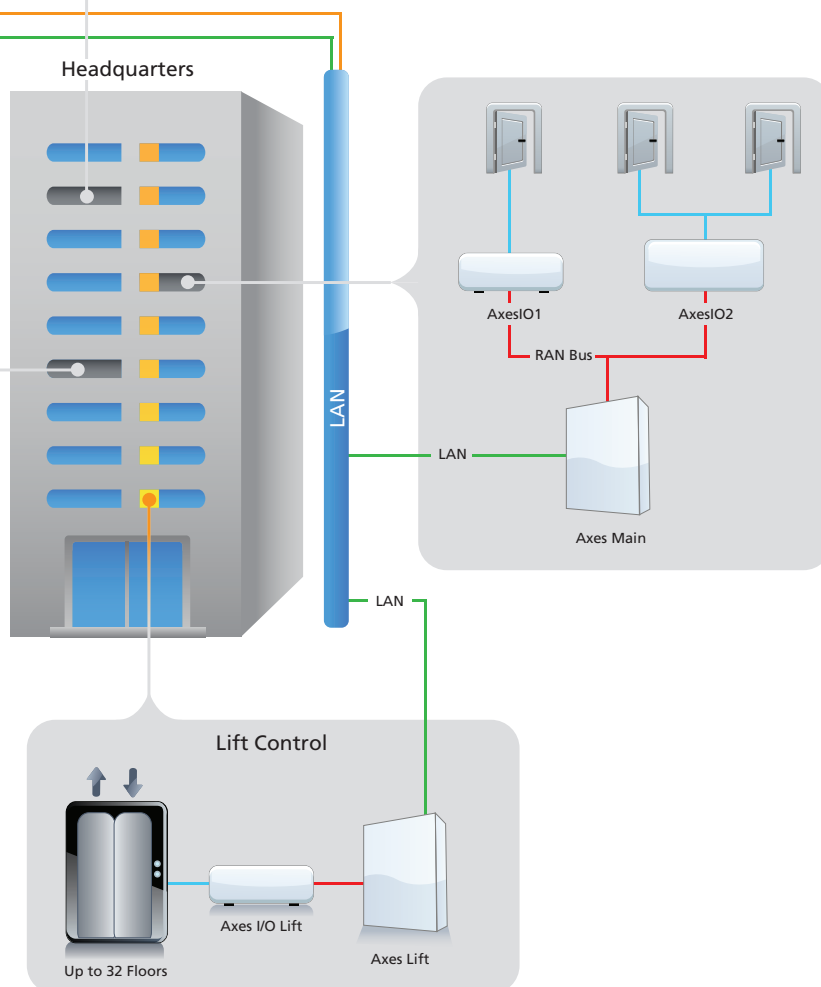 Headquarters
LAN
AxesIO1
AxesIO2
RAN Bus
LAN
Axes Main
LAN
Lift Control
Axes I/O Lift
Axes Lift
Up to 32 Floors